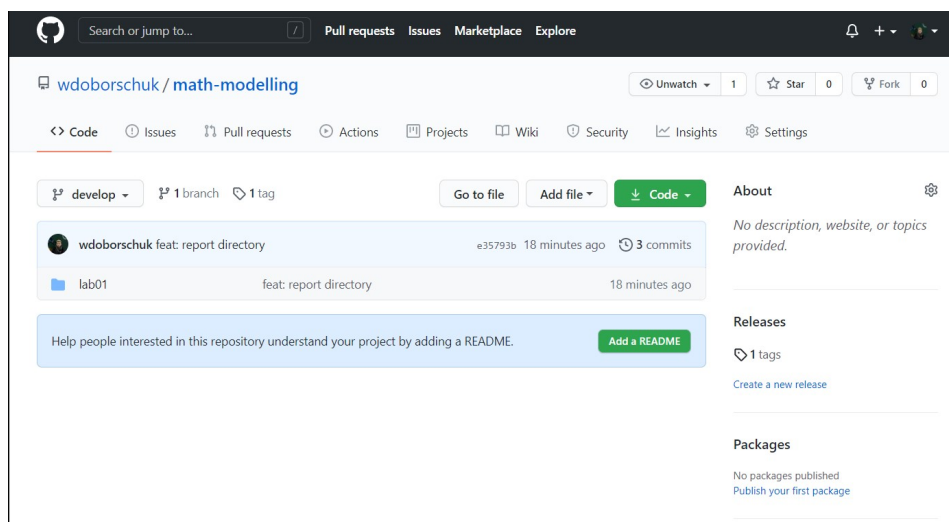 Search or jump to... / Pull requests Issues Marketplace Explore
wdoborschuk / math-modelling Unwatch 1 Star 0 Fork 0
<> Code Issues Pull requests Actions Projects Wiki Security Insights Settings
develop 1 branch 1 tag Go to file Add file Code
wdoborschuk feat: report directory e35793b 18 minutes ago 3 commits
lab01 feat: report directory 18 minutes ago
Help people interested in this repository understand your project by adding a README. Add a README
About
No description, website, or topics
provided.
Releases
1 tags
Create a new release
Packages
No packages published
Publish your first package